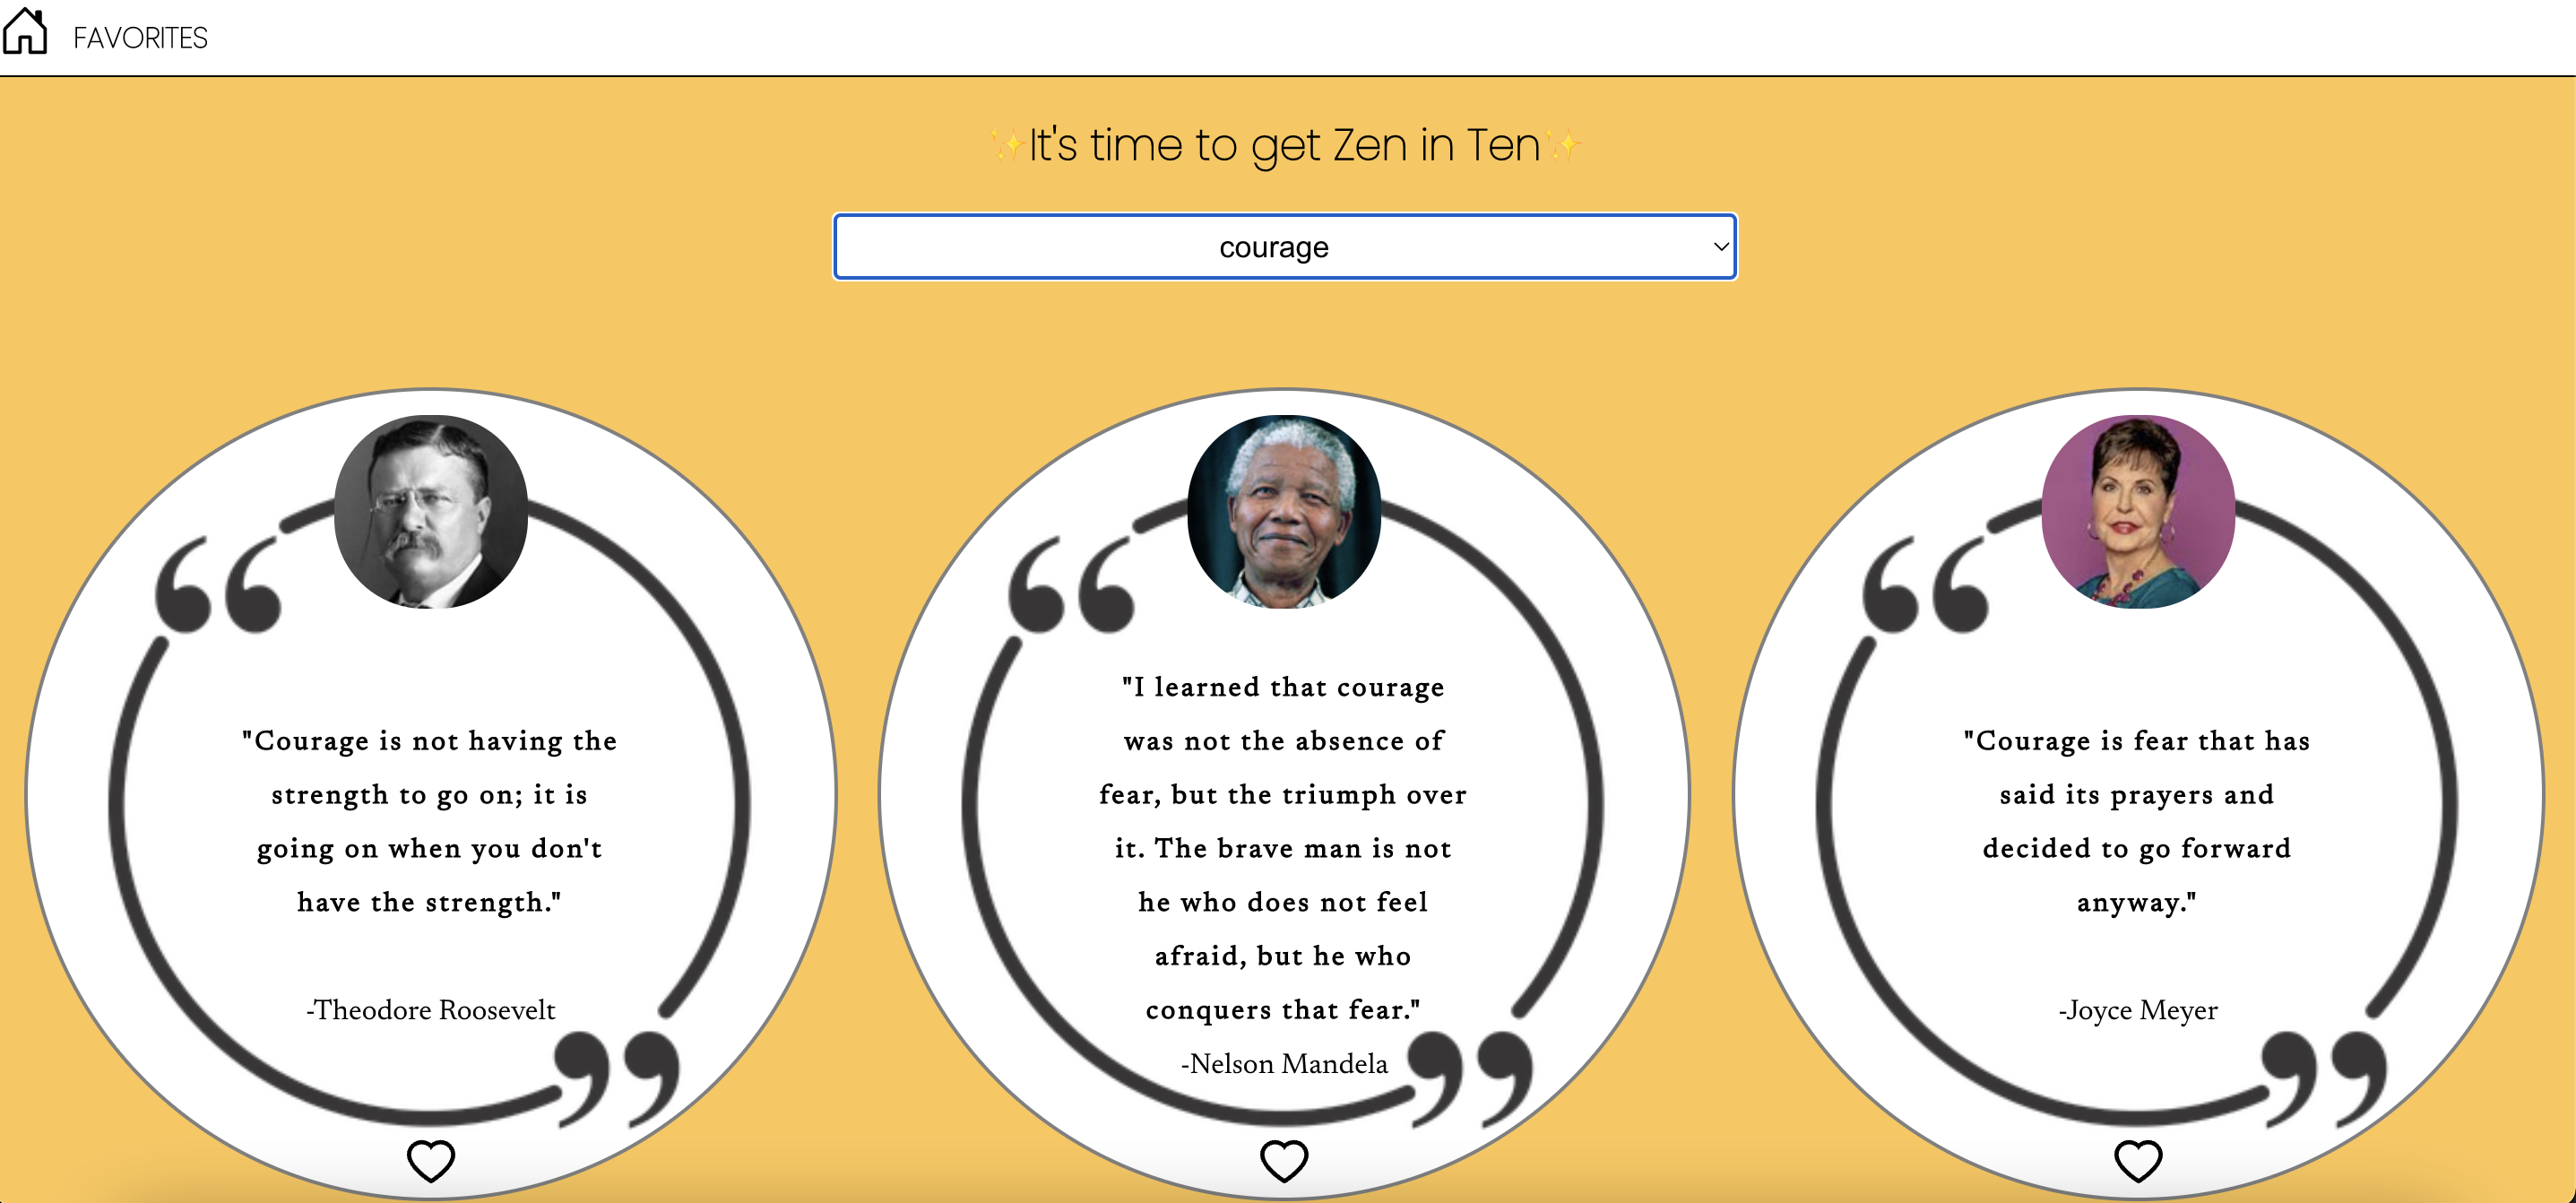 FAVORITES
✨It's time to get Zen in Ten✨
courage
"Courage is not having the
strength to go on; it is
going on when you don't
have the strength."
-Theodore Roosevelt
"I learned that courage
was not the absence of
fear, but the triumph over
it. The brave man is not
he who does not feel
afraid, but he who
conquers that fear."
-Nelson Mandela
"Courage is fear that has
said its prayers and
decided to go forward
anyway."
-Joyce Meyer